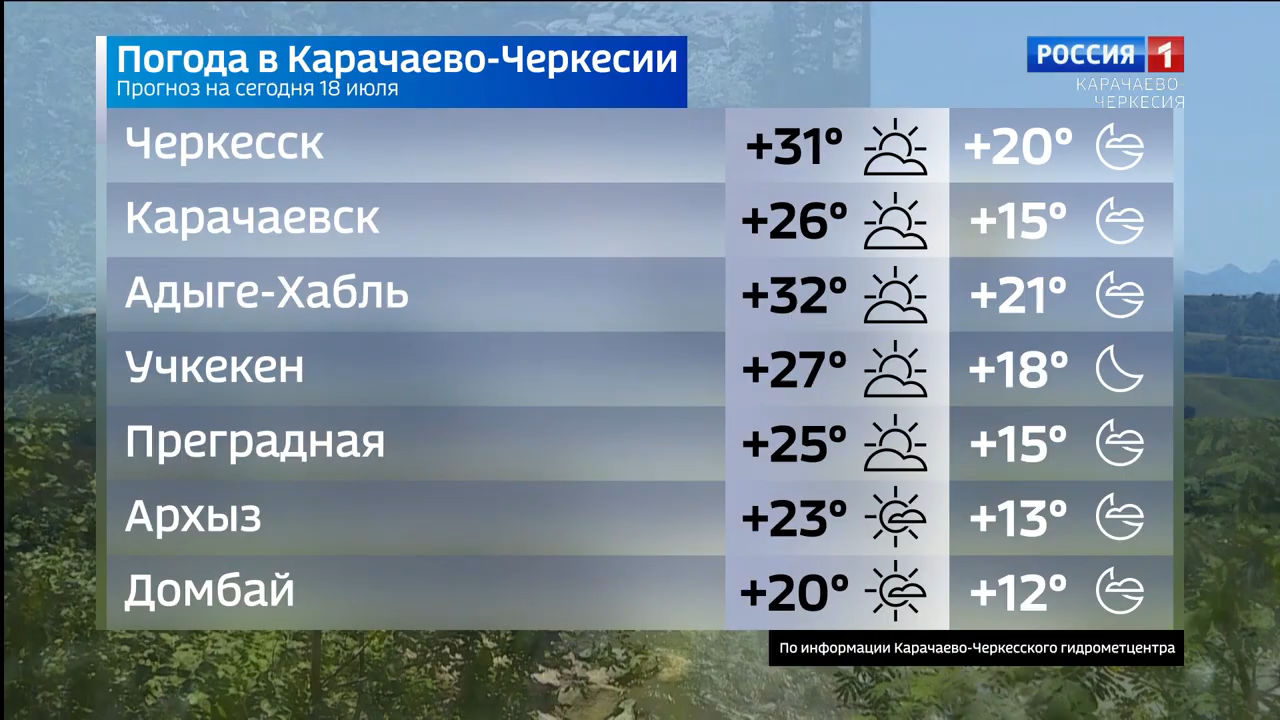 Погода в Карачаево-Черкесии
Прогноз на сегодня 18 июля
РОССИЯ 1
КАРАЧАЕВО-
ЧЕРКЕСИЯ
Черкесск +31° +20°
Карачаевск +26° +15°
Адыге-Хабль +32° +21°
Учкекен +27° +18°
Преградная +25° +15°
Архыз +23° +13°
Домбай +20° +12°
По информации Карачаево-Черкесского гидрометцентра